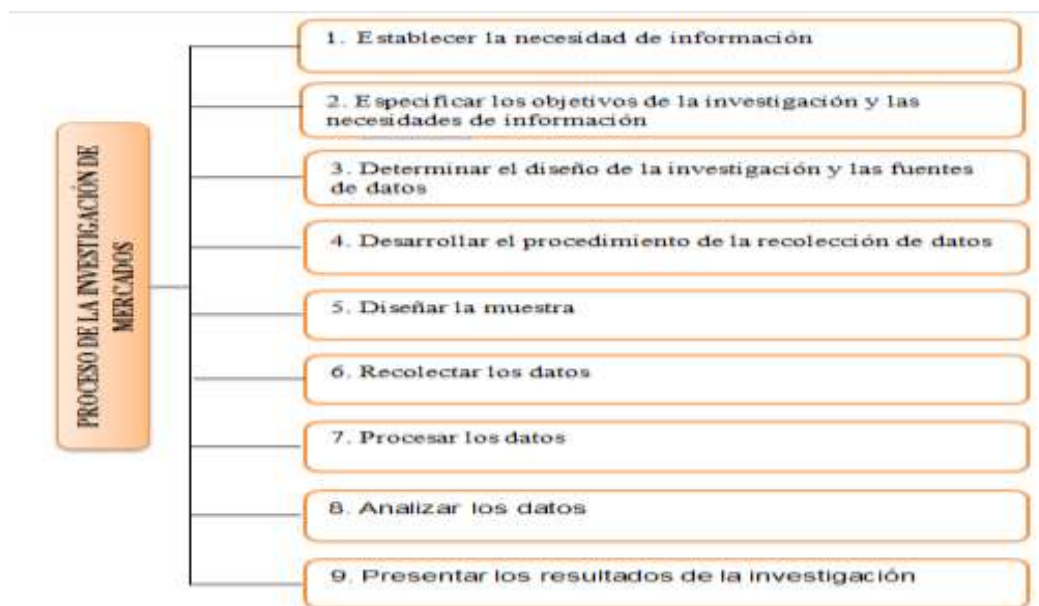 PROCESO DE LA INVESTIGACIÓN DE
MERCADOS
1. Establecer la necesidad de información
2. Especificar los objetivos de la investigación y las
necesidades de información
3. Determinar el diseño de la investigación y las fuentes
de datos
4. Desarrollar el procedimiento de la recolección de datos
5. Diseñar la muestra
6. Recolectar los datos
7. Procesar los datos
8. Analizar los datos
9. Presentar los resultados de la investigación